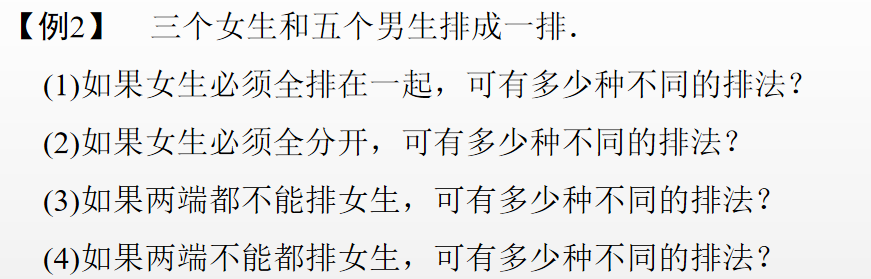 【例2】 三个女生和五个男生排成一排．
(1)如果女生必须全排在一起，可有多少种不同的排法？
(2)如果女生必须全分开，可有多少种不同的排法？
(3)如果两端都不能排女生，可有多少种不同的排法？
(4)如果两端不能都排女生，可有多少种不同的排法？